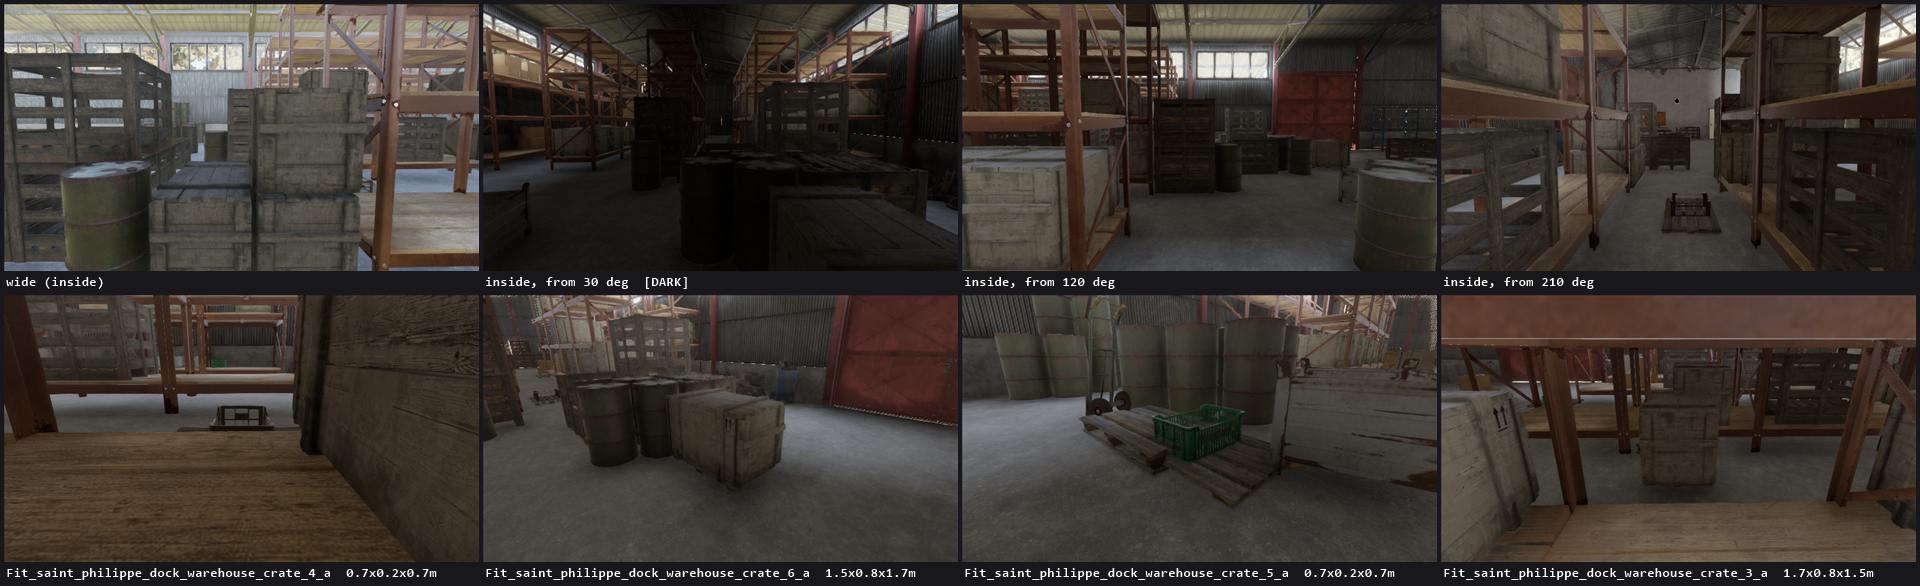 wide (inside)
inside, from 30 deg [DARK]
inside, from 120 deg
inside, from 210 deg
Fit_saint_philippe_dock_warehouse_crate_4_a 0.7x0.2x0.7m
Fit_saint_philippe_dock_warehouse_crate_6_a 1.5x0.8x1.7m
Fit_saint_philippe_dock_warehouse_crate_5_a 0.7x0.2x0.7m
Fit_saint_philippe_dock_warehouse_crate_3_a 1.7x0.8x1.5m